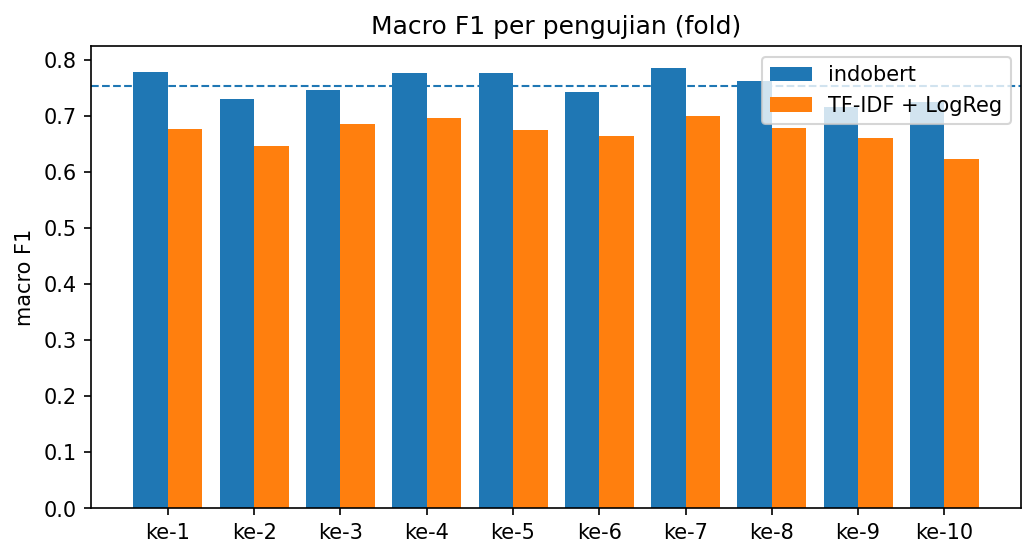 Macro F1 per pengujian (fold)
indobert
TF-IDF + LogReg
macro F1
0.8
0.7
0.6
0.5
0.4
0.3
0.2
0.1
0.0
ke-1 ke-2 ke-3 ke-4 ke-5 ke-6 ke-7 ke-8 ke-9 ke-10